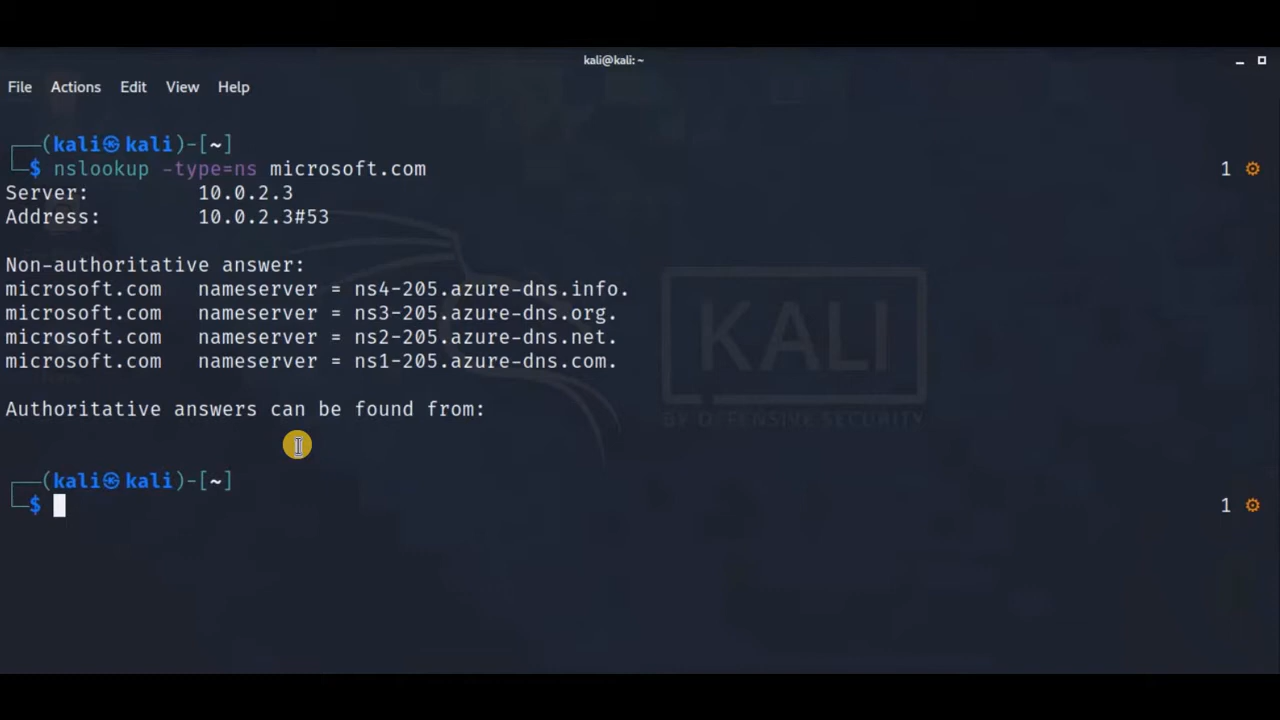 kali@kali: ~
File Actions Edit View Help
┌──(kali㉿kali)-[~]
└─$ nslookup -type=ns microsoft.com 1
Server: 10.0.2.3
Address: 10.0.2.3#53
Non-authoritative answer:
microsoft.com nameserver = ns4-205.azure-dns.info.
microsoft.com nameserver = ns3-205.azure-dns.org.
microsoft.com nameserver = ns2-205.azure-dns.net.
microsoft.com nameserver = ns1-205.azure-dns.com.
KALI
BY OFFENSIVE SECURITY
Authoritative answers can be found from:
┌──(kali㉿kali)-[~]
└─$ 1